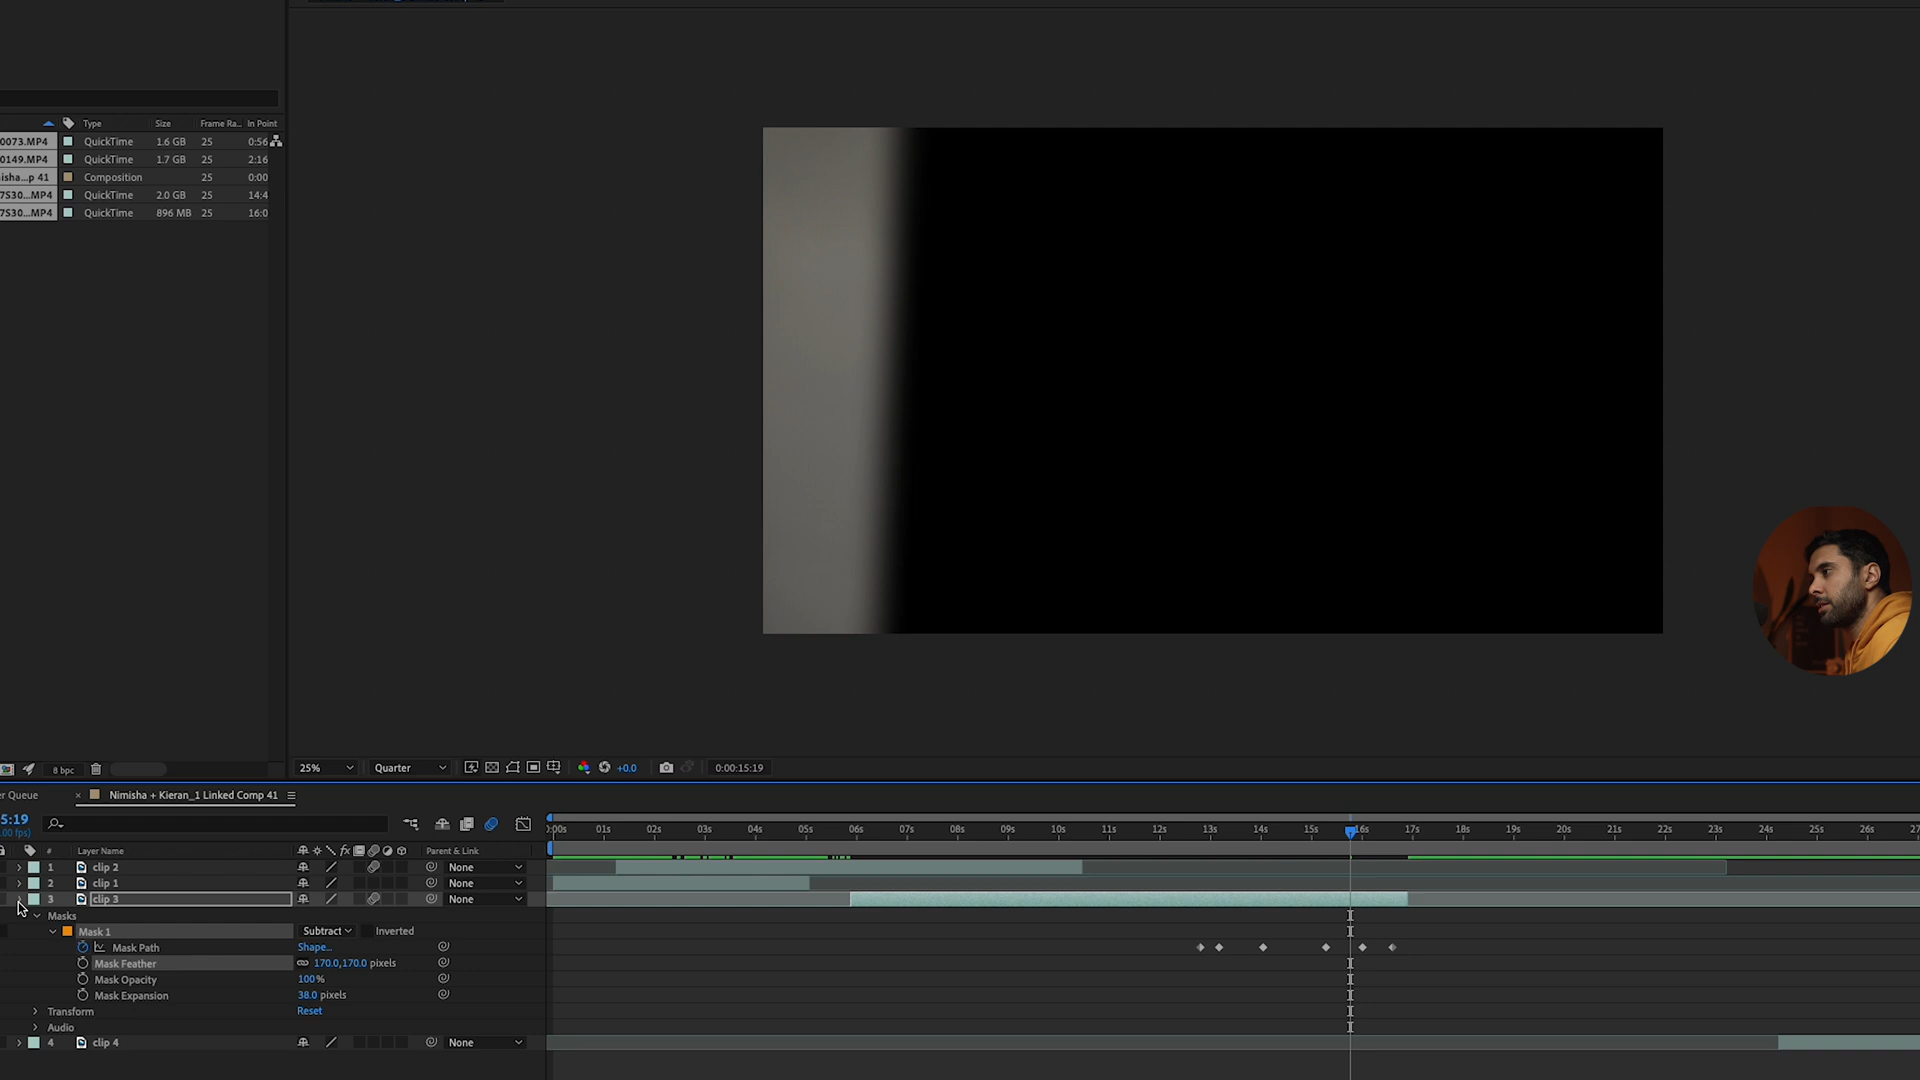 Type Size Frame Ra... In Point
0073.MP4 QuickTime 1.6 GB 25 0:56
0149.MP4 QuickTime 1.7 GB 25 2:16
isha...p 41 Composition 25 0:00
7S30...MP4 QuickTime 2.0 GB 25 14:4
7S30...MP4 QuickTime 896 MB 25 16:0
8 bpc
25% Quarter +0.0 0:00:15:19
er Queue × Nimisha + Kieran_1 Linked Comp 41
5:19
.00 fps)
:00s 01s 02s 03s 04s 05s 06s 07s 08s 09s 10s 11s 12s 13s 14s 15s 16s 17s 18s 19s 20s 21s 22s 23s 24s 25s 26s 27
# Layer Name fx Parent & Link
1 clip 2 None
2 clip 1 None
3 clip 3 None
Masks
Mask 1 Subtract Inverted
Mask Path Shape...
Mask Feather 170.0,170.0 pixels
Mask Opacity 100%
Mask Expansion 38.0 pixels
Transform Reset
Audio
4 clip 4 None